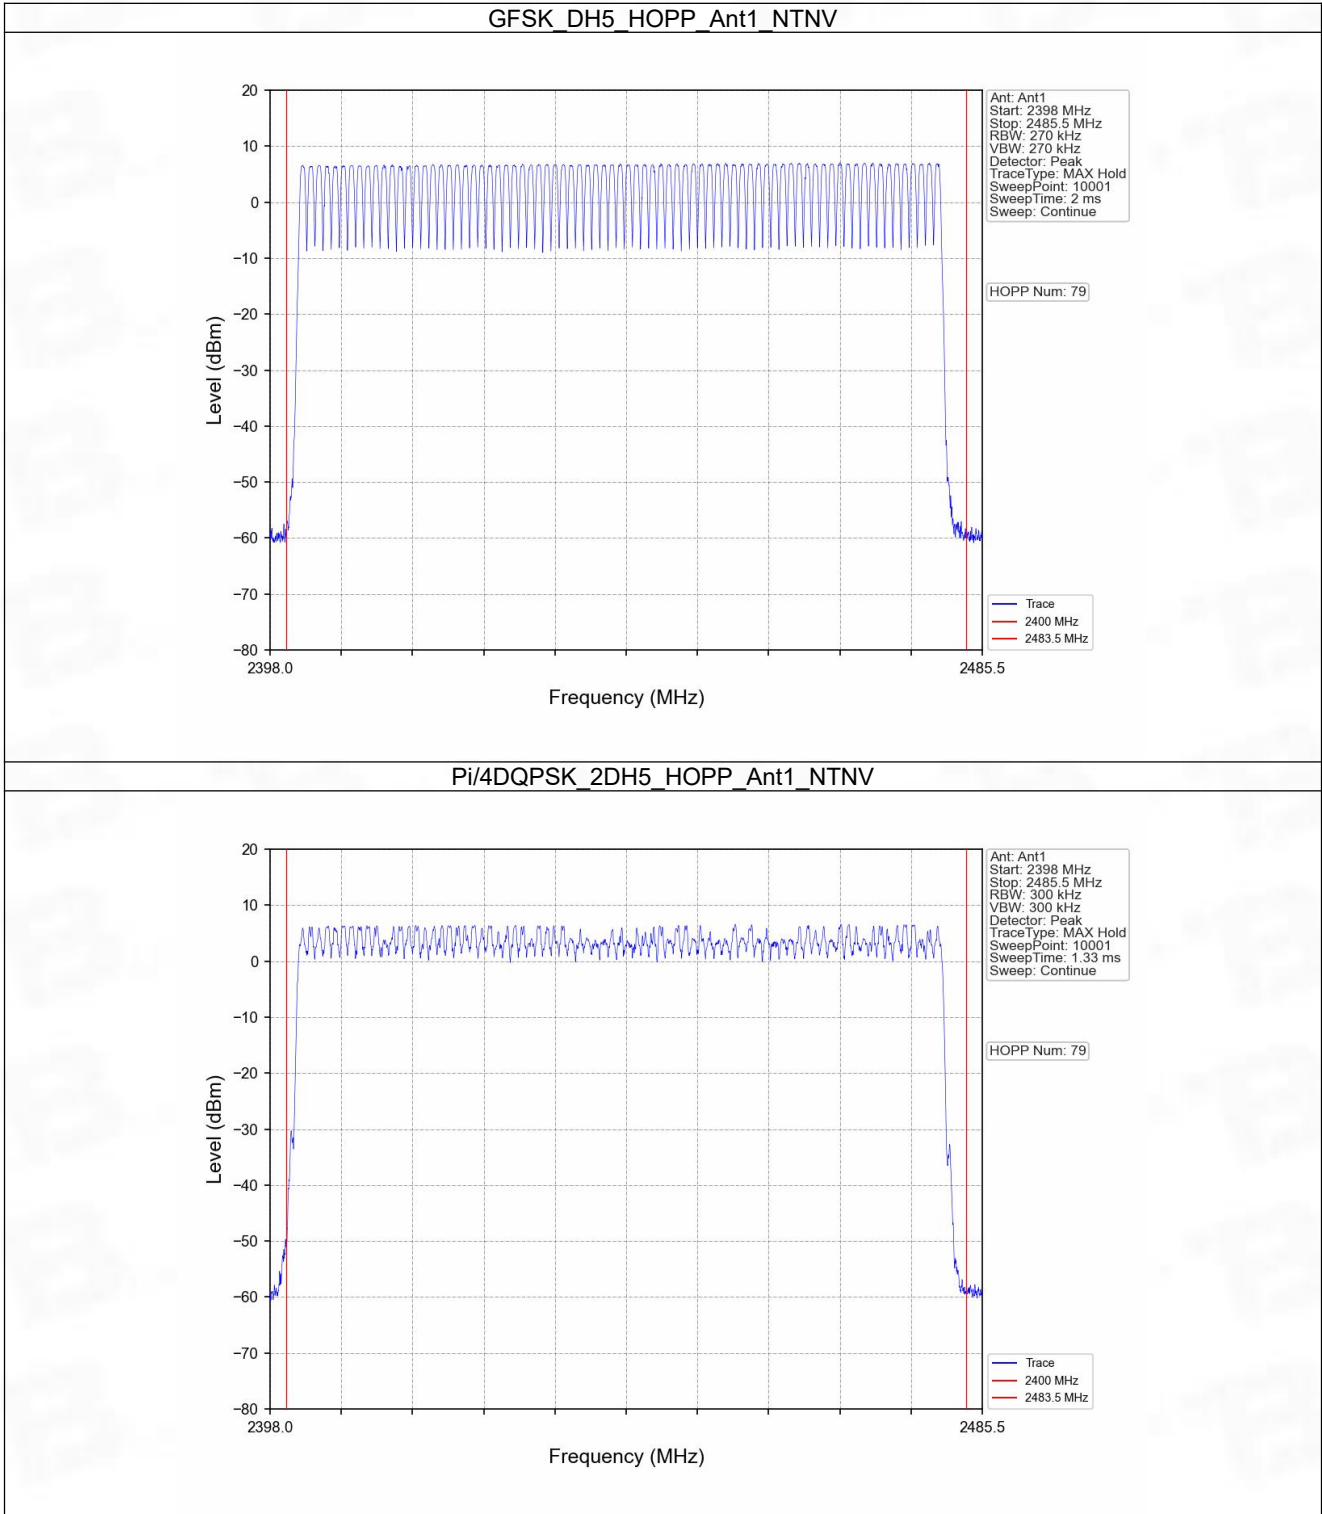 GFSK_DH5_HOPP_Ant1_NTNV
20
10
0
−10
−20
−30
−40
−50
−60
−70
−80
Level (dBm)
2398.0
2485.5
Frequency (MHz)
Ant: Ant1
Start: 2398 MHz
Stop: 2485.5 MHz
RBW: 270 kHz
VBW: 270 kHz
Detector: Peak
TraceType: MAX Hold
SweepPoint: 10001
SweepTime: 2 ms
Sweep: Continue
HOPP Num: 79
Trace
2400 MHz
2483.5 MHz
Pi/4DQPSK_2DH5_HOPP_Ant1_NTNV
20
10
0
−10
−20
−30
−40
−50
−60
−70
−80
Level (dBm)
2398.0
2485.5
Frequency (MHz)
Ant: Ant1
Start: 2398 MHz
Stop: 2485.5 MHz
RBW: 300 kHz
VBW: 300 kHz
Detector: Peak
TraceType: MAX Hold
SweepPoint: 10001
SweepTime: 1.33 ms
Sweep: Continue
HOPP Num: 79
Trace
2400 MHz
2483.5 MHz